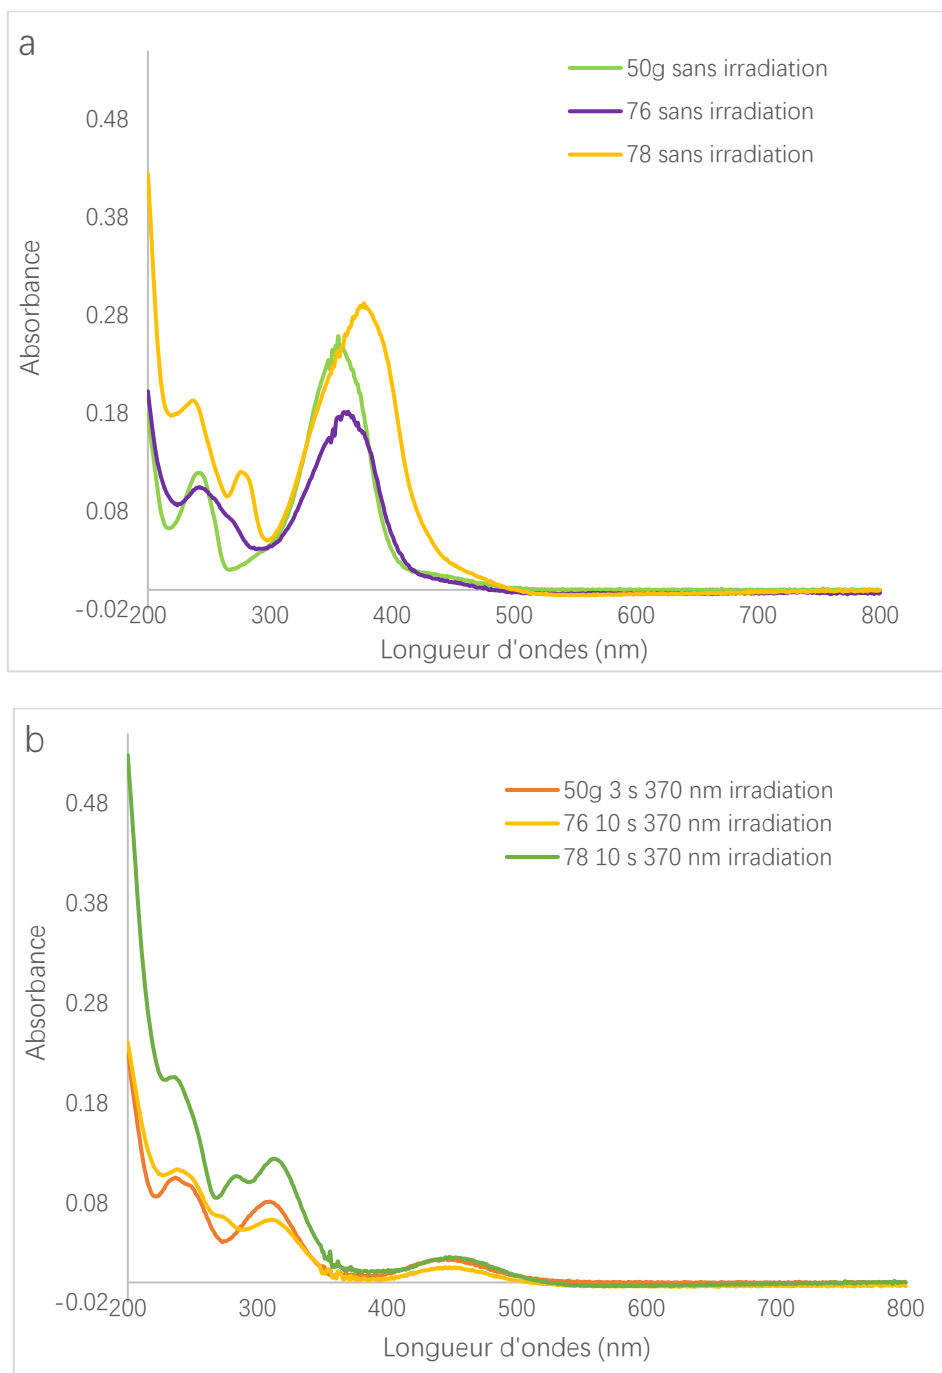 a
50g sans irradiation
76 sans irradiation
78 sans irradiation
0.48
0.38
0.28
0.18
0.08
-0.02
Absorbance
200 300 400 500 600 700 800
Longueur d'ondes (nm)
b
50g 3 s 370 nm irradiation
76 10 s 370 nm irradiation
78 10 s 370 nm irradiation
0.48
0.38
0.28
0.18
0.08
-0.02
Absorbance
200 300 400 500 600 700 800
Longueur d'ondes (nm)